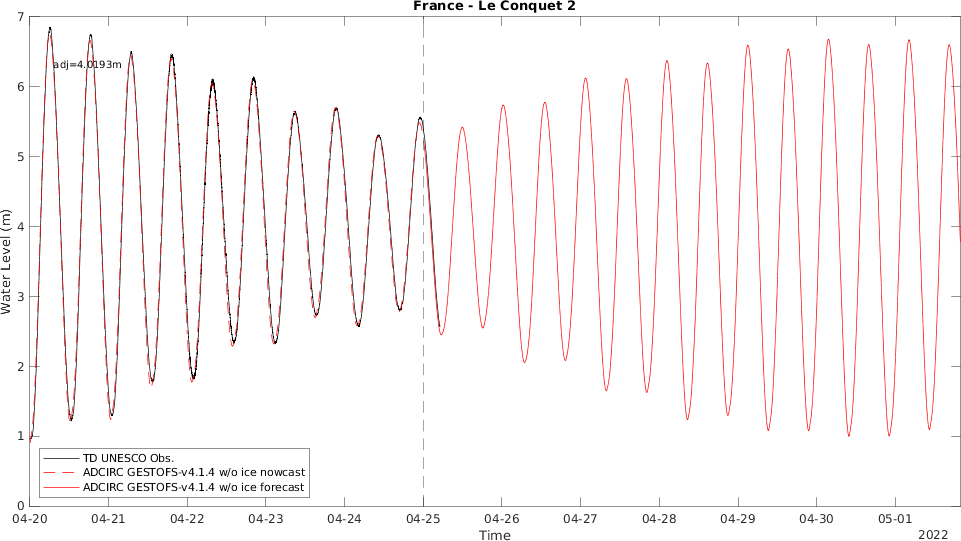 France - Le Conquet 2
7
6
5
4
3
2
1
0
Water Level (m)
adj=4.0193m
TD UNESCO Obs.
ADCIRC GESTOFS-v4.1.4 w/o ice nowcast
ADCIRC GESTOFS-v4.1.4 w/o ice forecast
04-20 04-21 04-22 04-23 04-24 04-25 04-26 04-27 04-28 04-29 04-30 05-01
Time
2022